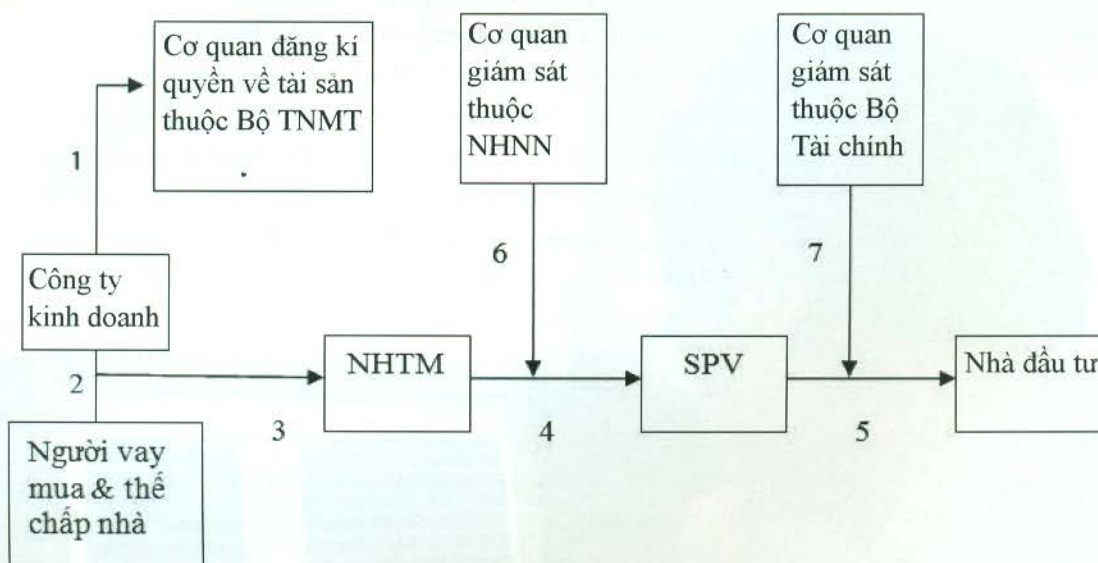 Cơ quan đăng kí
quyền về tài sản
thuộc Bộ TNMT
Cơ quan
giám sát
thuộc
NHNN
Cơ quan
giám sát
thuộc Bộ
Tài chính
1
6
7
Công ty
kinh doanh
2
NHTM
SPV
Nhà đầu tư
3
4
5
Người vay
mua & thế
chấp nhà